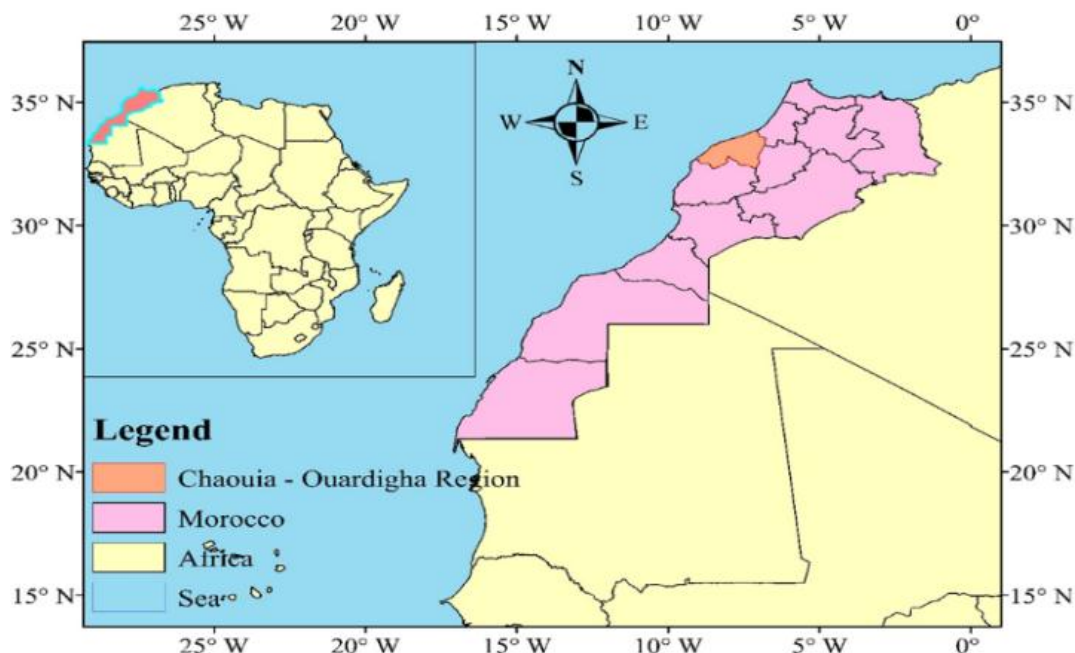 25° W 20° W 15° W 10° W 5° W 0°
35° N
30° N
25° N
20° N
15° N
N
W E
S
35° N
30° N
25° N
20° N
15° N
Legend
Chaouia - Ouardigha Region
Morocco
Africa
Sea
25° W 20° W 15° W 10° W 5° W 0°